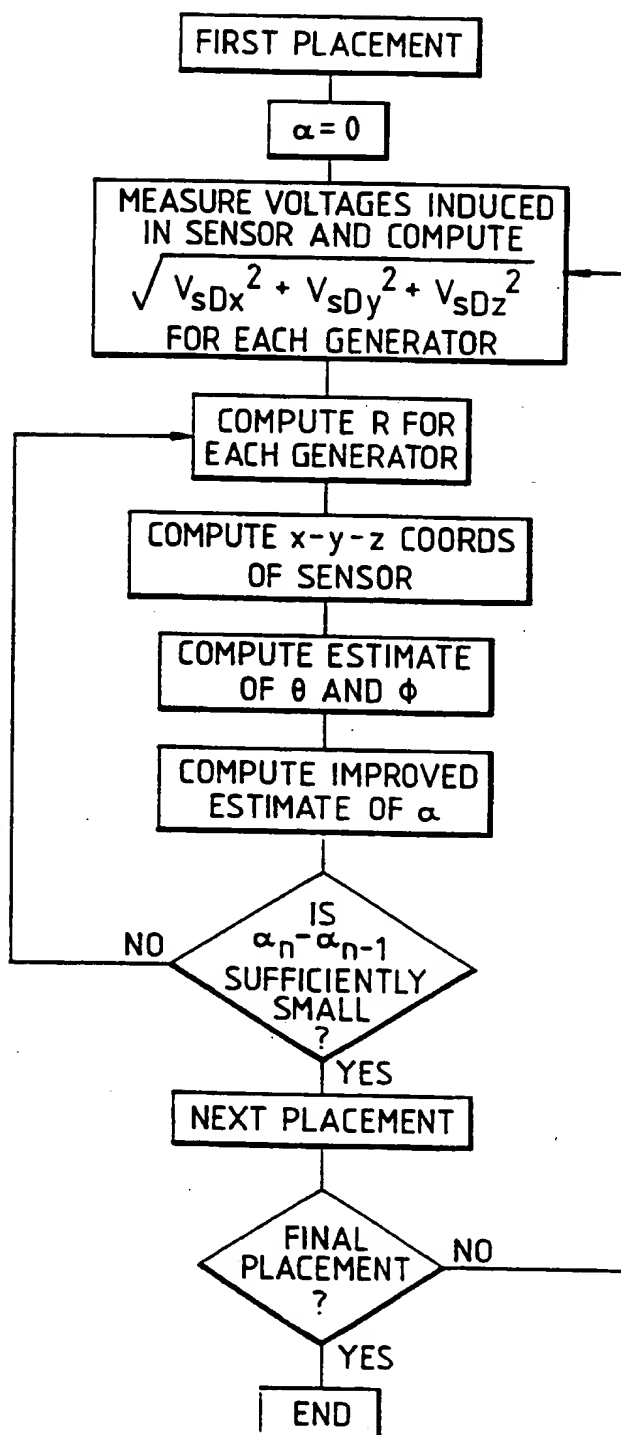 FIRST PLACEMENT
α = 0
MEASURE VOLTAGES INDUCED
IN SENSOR AND COMPUTE
√ VsDx² + VsDy² + VsDz²
FOR EACH GENERATOR
COMPUTE R FOR
EACH GENERATOR
COMPUTE x-y-z COORDS
OF SENSOR
COMPUTE ESTIMATE
OF θ AND ϕ
COMPUTE IMPROVED
ESTIMATE OF α
IS
αn-αn-1
SUFFICIENTLY
SMALL
?
NO
YES
NEXT PLACEMENT
FINAL
PLACEMENT
?
NO
YES
END